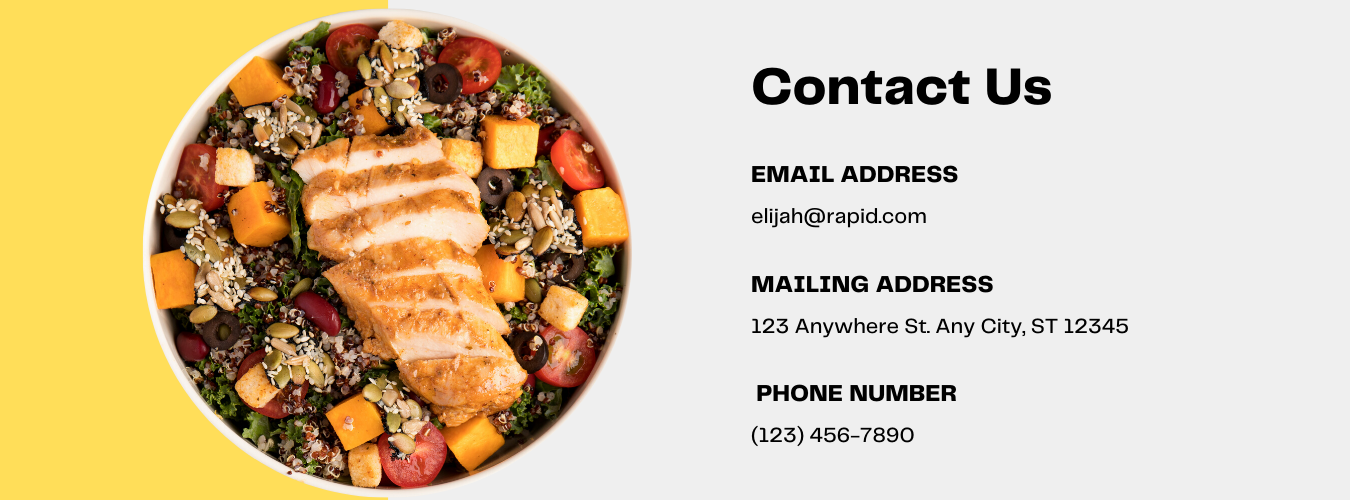 Contact Us
EMAIL ADDRESS
elijah@rapid.com
MAILING ADDRESS
123 Anywhere St. Any City, ST 12345
PHONE NUMBER
(123) 456-7890